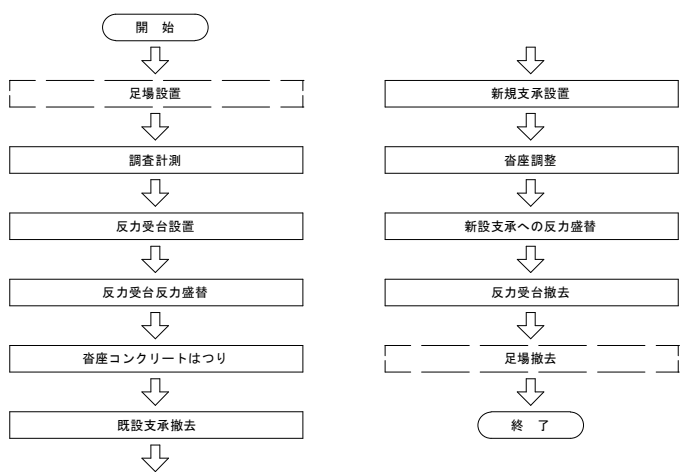 開 始
足場設置
調査計測
反力受台設置
反力受台反力盛替
沓座コンクリートはつり
既設支承撤去
新規支承設置
沓座調整
新設支承への反力盛替
反力受台撤去
足場撤去
終 了